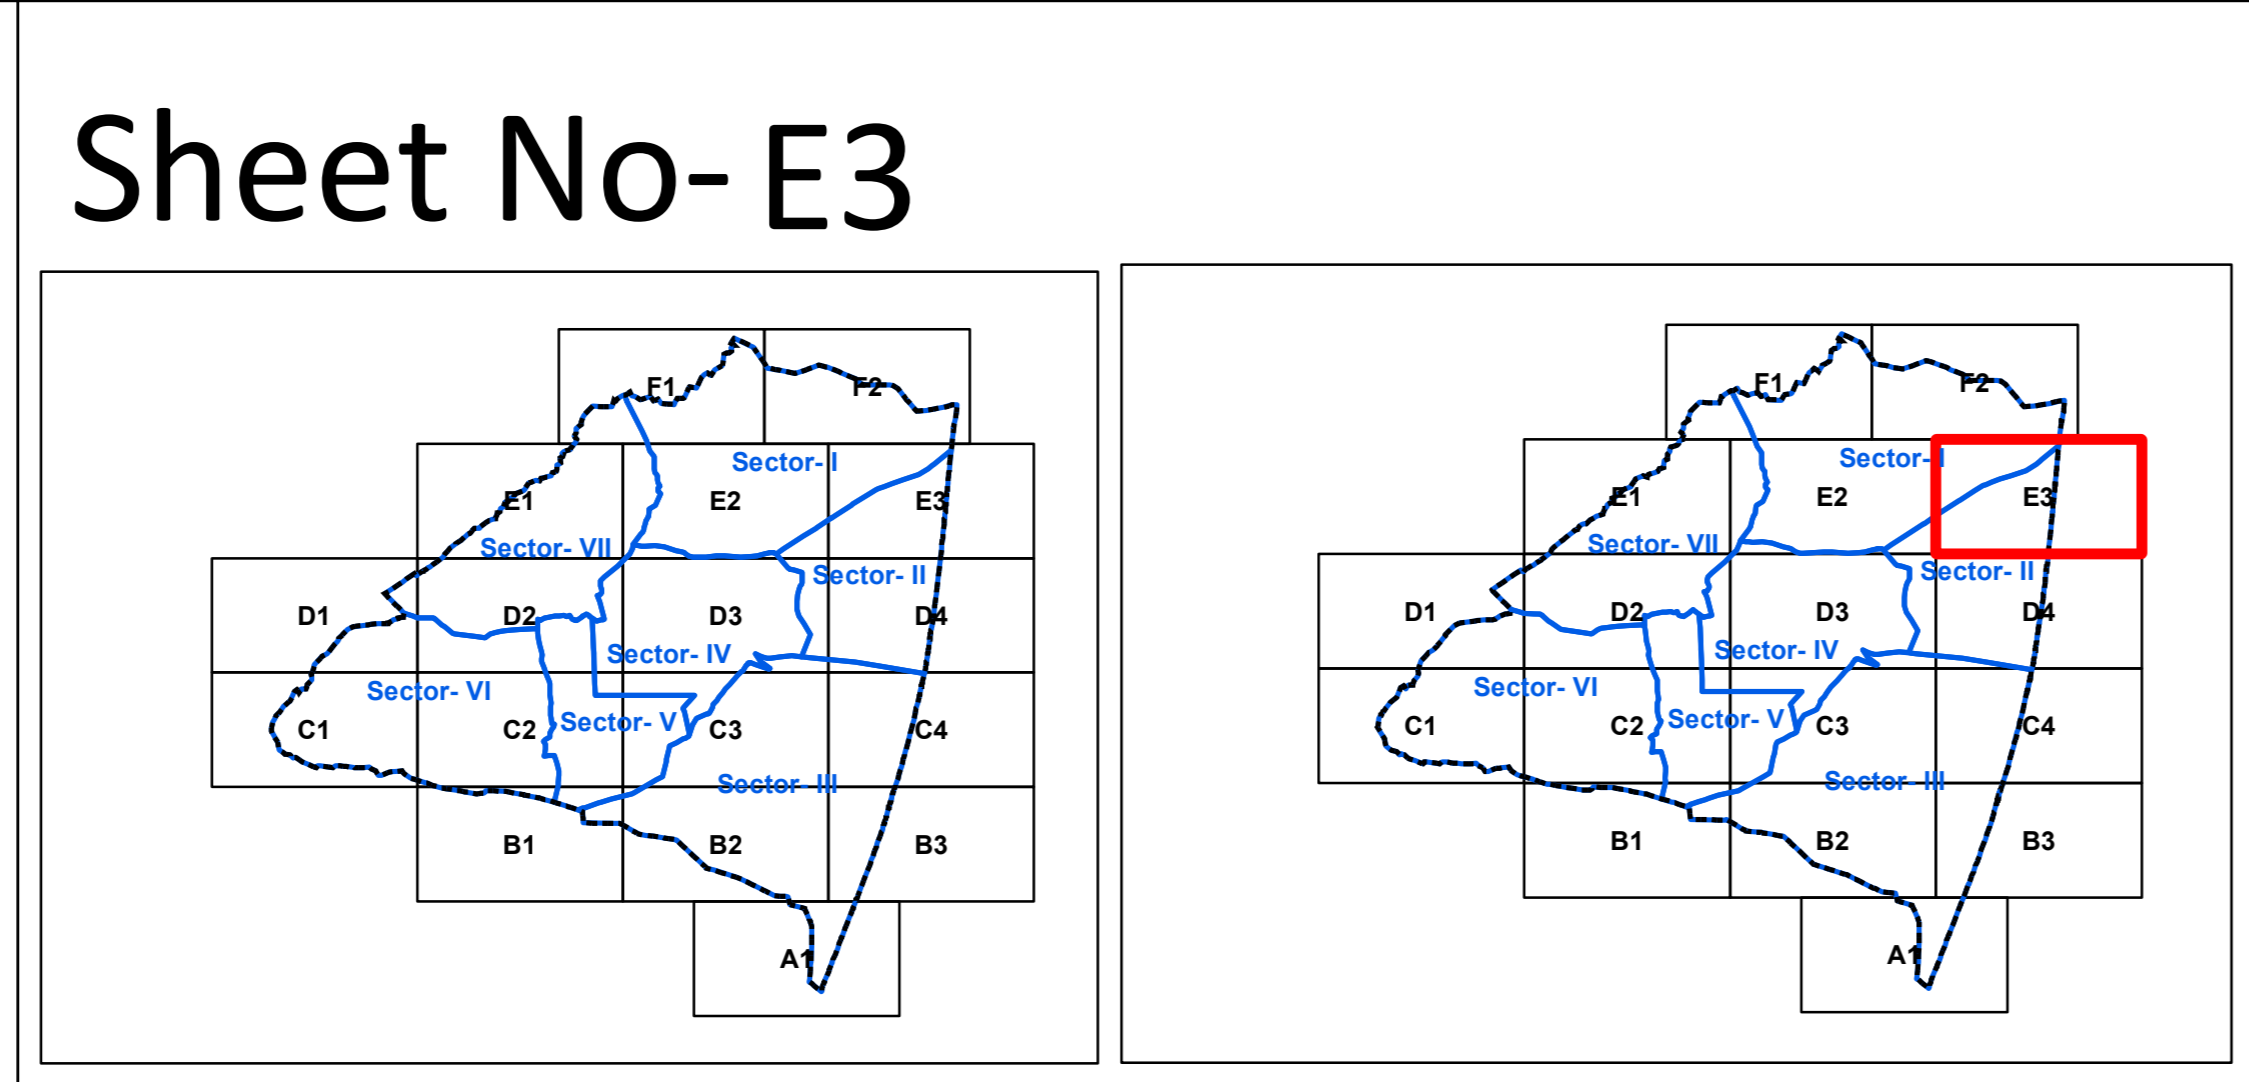 Sheet No- E3
F1 F2
Sector- I
E1 E2 E3
Sector- VII
Sector- II
D1 D2 D3 D4
Sector- IV
Sector- VI
Sector- V
C1 C2 C3 C4
Sector- III
B1 B2 B3
A1
F1 F2
Sector- I
E1 E2 E3
Sector- VII
Sector- II
D1 D2 D3 D4
Sector- IV
Sector- VI
Sector- V
C1 C2 C3 C4
Sector- III
B1 B2 B3
A1